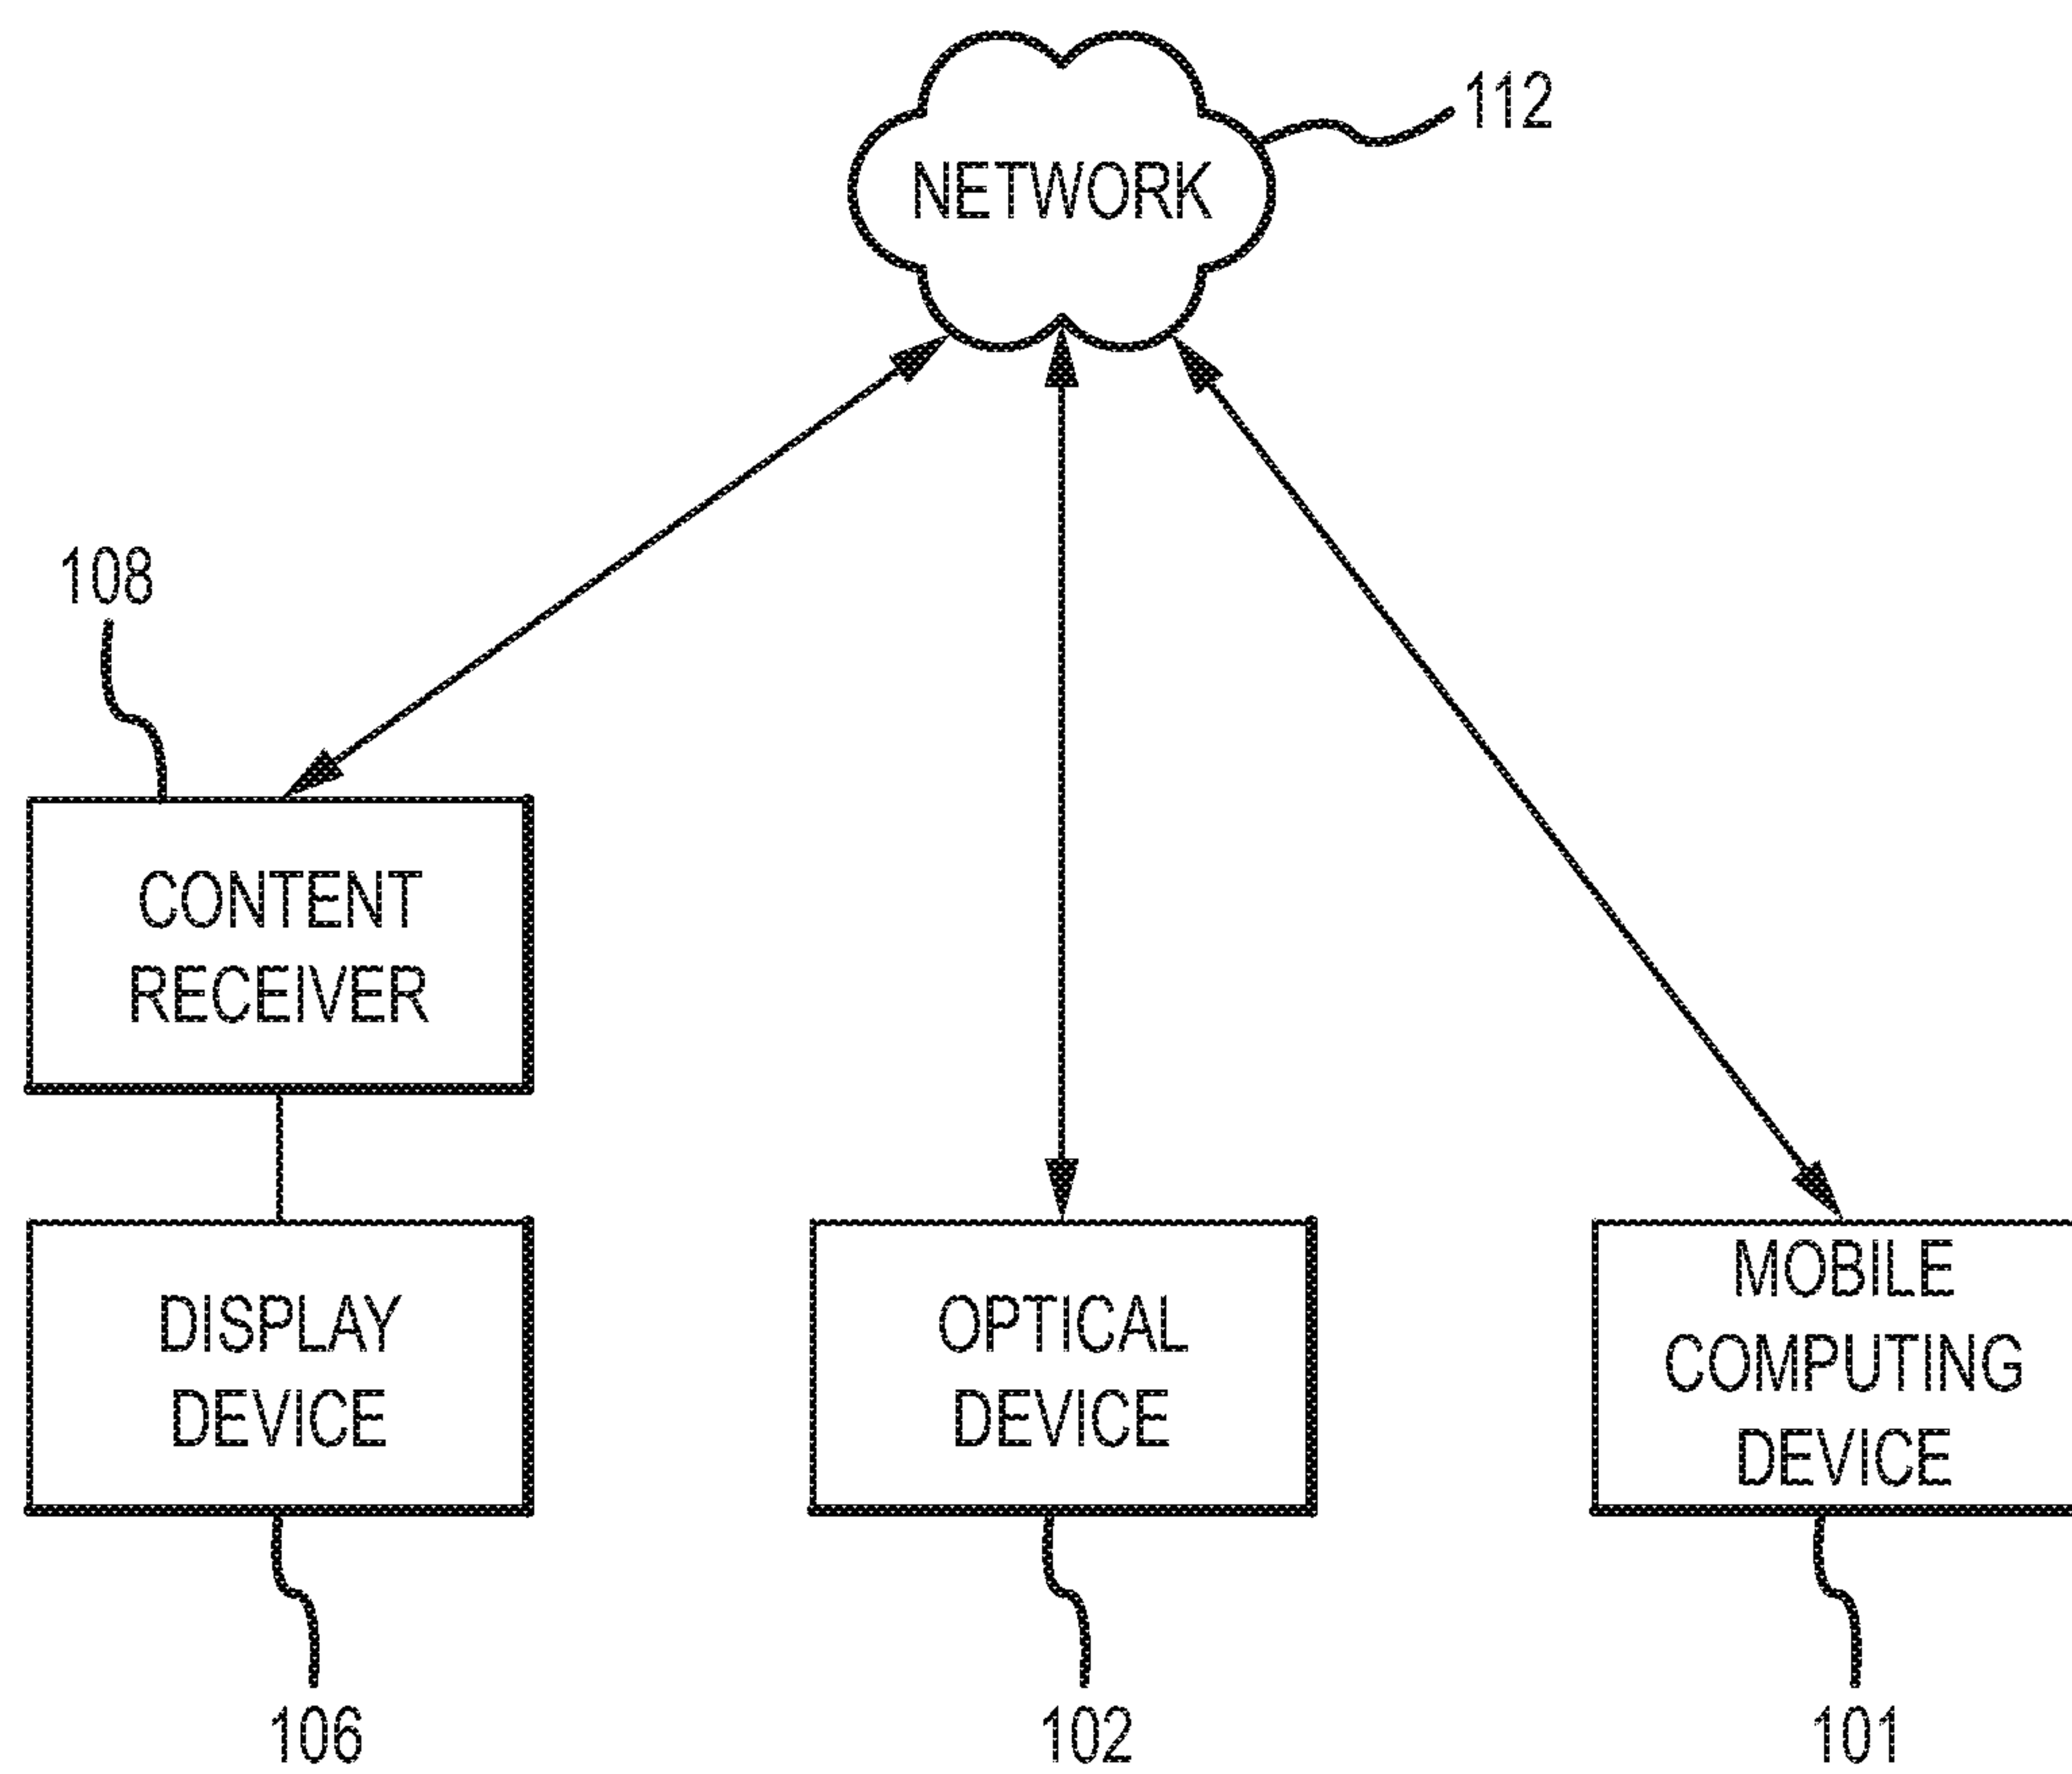 112
NETWORK
108
CONTENT
RECEIVER
DISPLAY
DEVICE
OPTICAL
DEVICE
MOBILE
COMPUTING
DEVICE
106
102
101